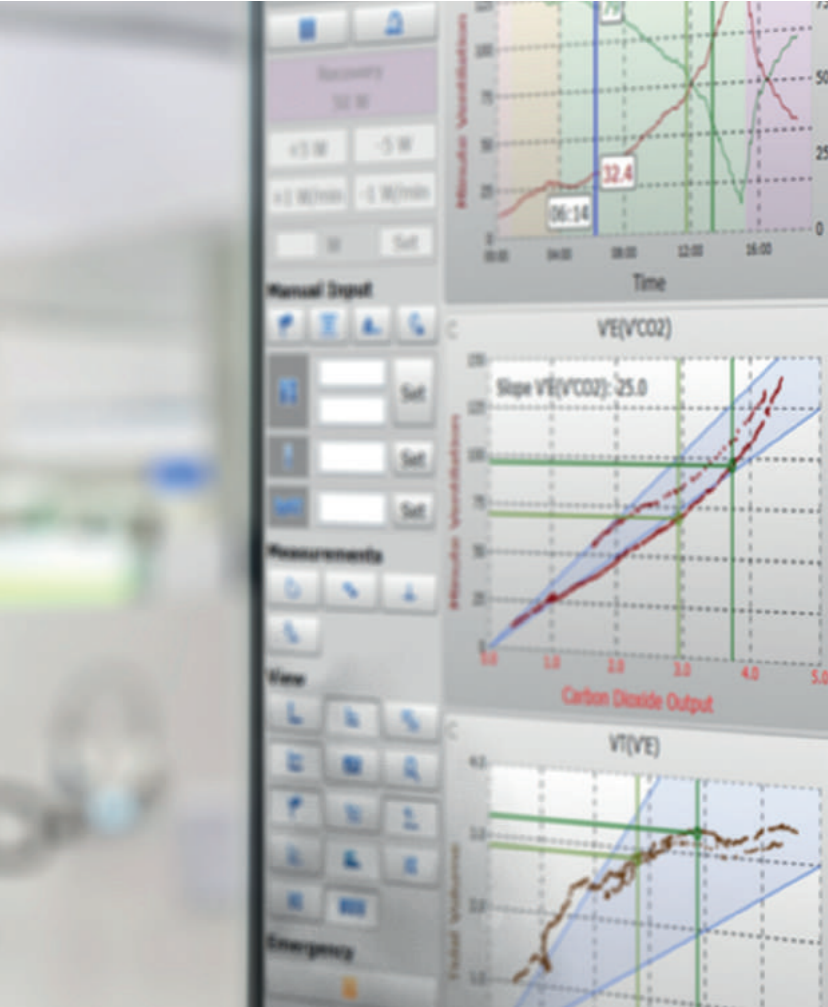 Recovery
50 W
+5 W
-5 W
+1 W/min
-1 W/min
W
Set
Manual Input
Set
Set
Set
Measurements
View
Emergency
Minute Ventilation
125
100
75
50
25
0
79
32.4
06:14
00:00
04:00
08:00
12:00
16:00
75
50
25
0
Time
C
V'E(V'CO2)
Slope V'E(V'CO2): 25.0
Minute Ventilation
150
125
100
75
50
25
0
0.0
1.0
2.0
3.0
4.0
5.0
Carbon Dioxide Output
C
VT(V'E)
Tidal Volume
4.0
3.0
2.0
1.0